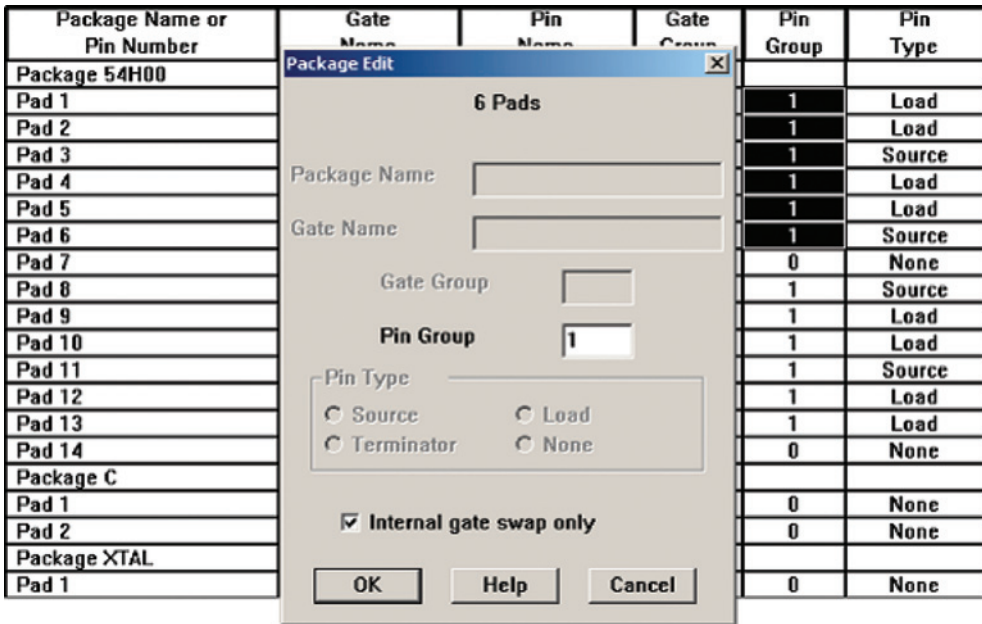 Package Name or Pin Number Gate Name Pin Name Gate Group Pin Group Pin Type
Package 54H00
Pad 1 1 Load
Pad 2 1 Load
Pad 3 1 Source
Pad 4 1 Load
Pad 5 1 Load
Pad 6 1 Source
Pad 7 0 None
Pad 8 1 Source
Pad 9 1 Load
Pad 10 1 Load
Pad 11 1 Source
Pad 12 1 Load
Pad 13 1 Load
Pad 14 0 None
Package C
Pad 1 0 None
Pad 2 0 None
Package XTAL
Pad 1 0 None
Package Edit
6 Pads
Package Name
Gate Name
Gate Group
Pin Group 1
Pin Type
Source Load
Terminator None
Internal gate swap only
OK Help Cancel